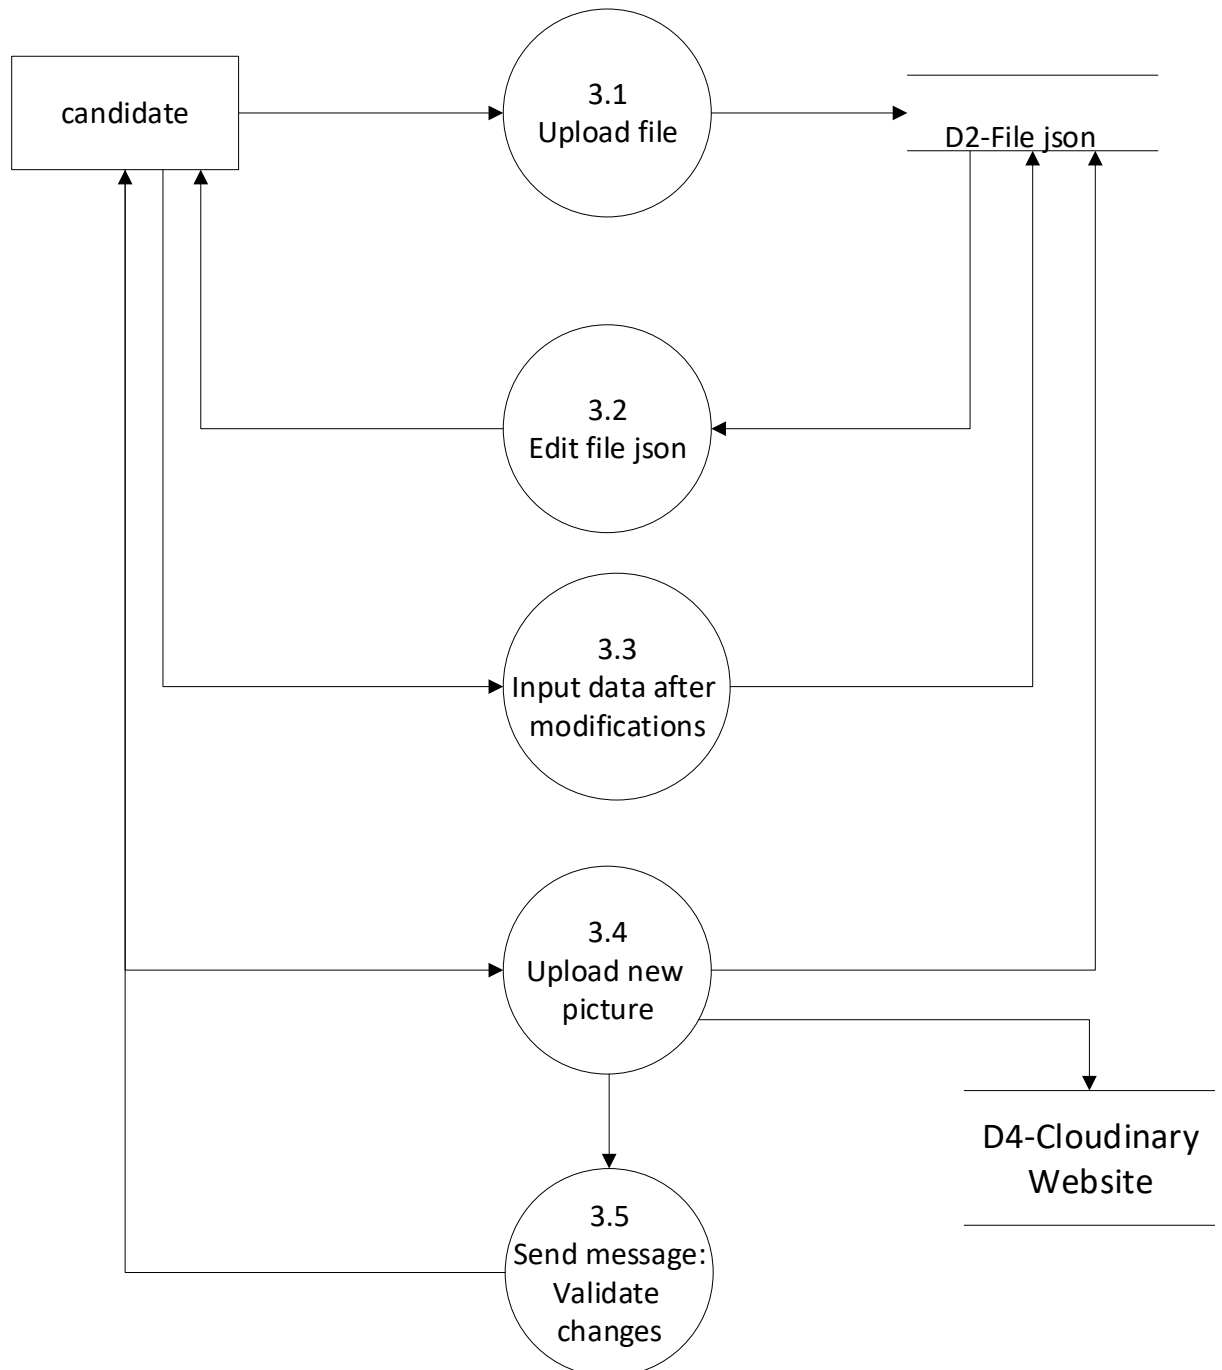 candidate
3.1
Upload file
D2-File json
3.2
Edit file json
3.3
Input data after
modifications
3.4
Upload new
picture
D4-Cloudinary
Website
3.5
Send message:
Validate
changes